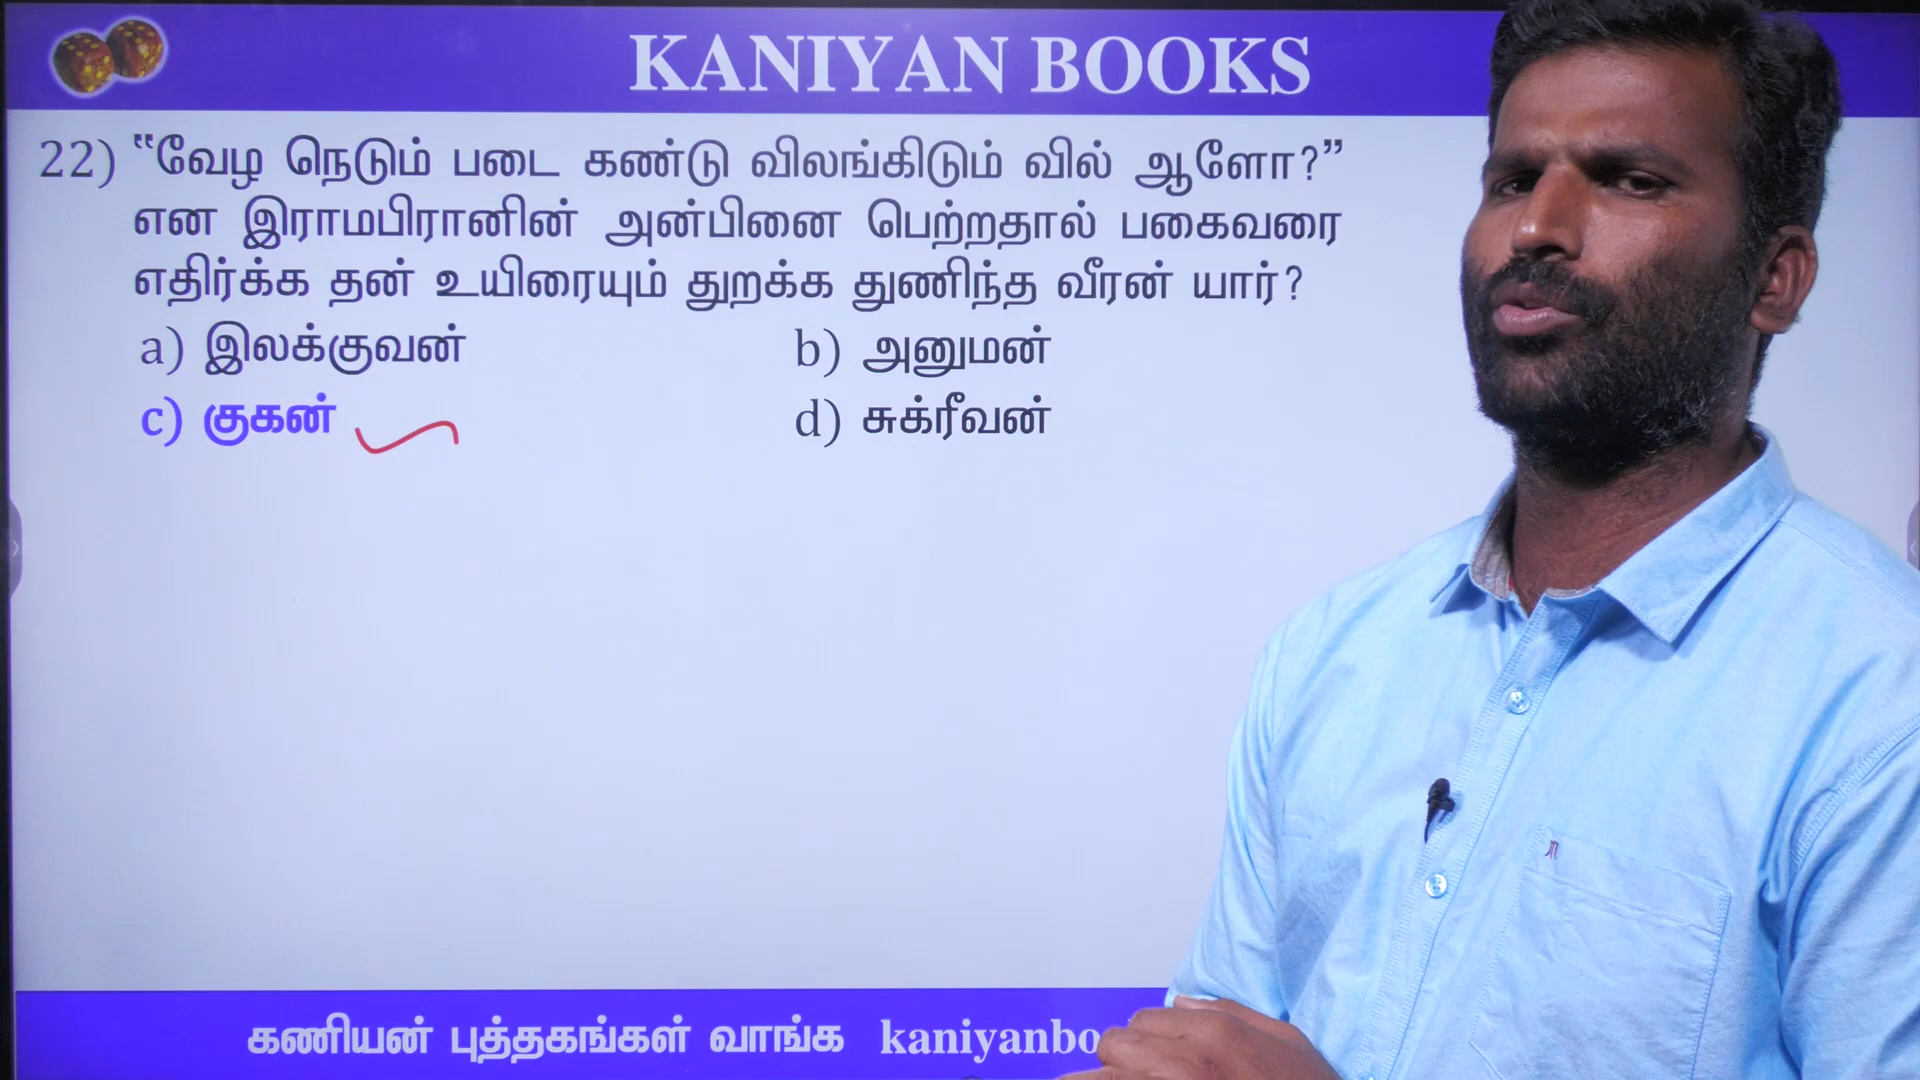 KANIYAN BOOKS
22) “வேழ நெடும் படை கண்டு விலங்கிடும் வில் ஆளோ?”
என இராமபிரானின் அன்பினை பெற்றதால் பகைவரை
எதிர்க்க தன் உயிரையும் துறக்க துணிந்த வீரன் யார்?
a) இலக்குவன் b) அனுமன்
c) குகன் d) சுக்ரீவன்
கணியன் புத்தகங்கள் வாங்க kaniyanbo